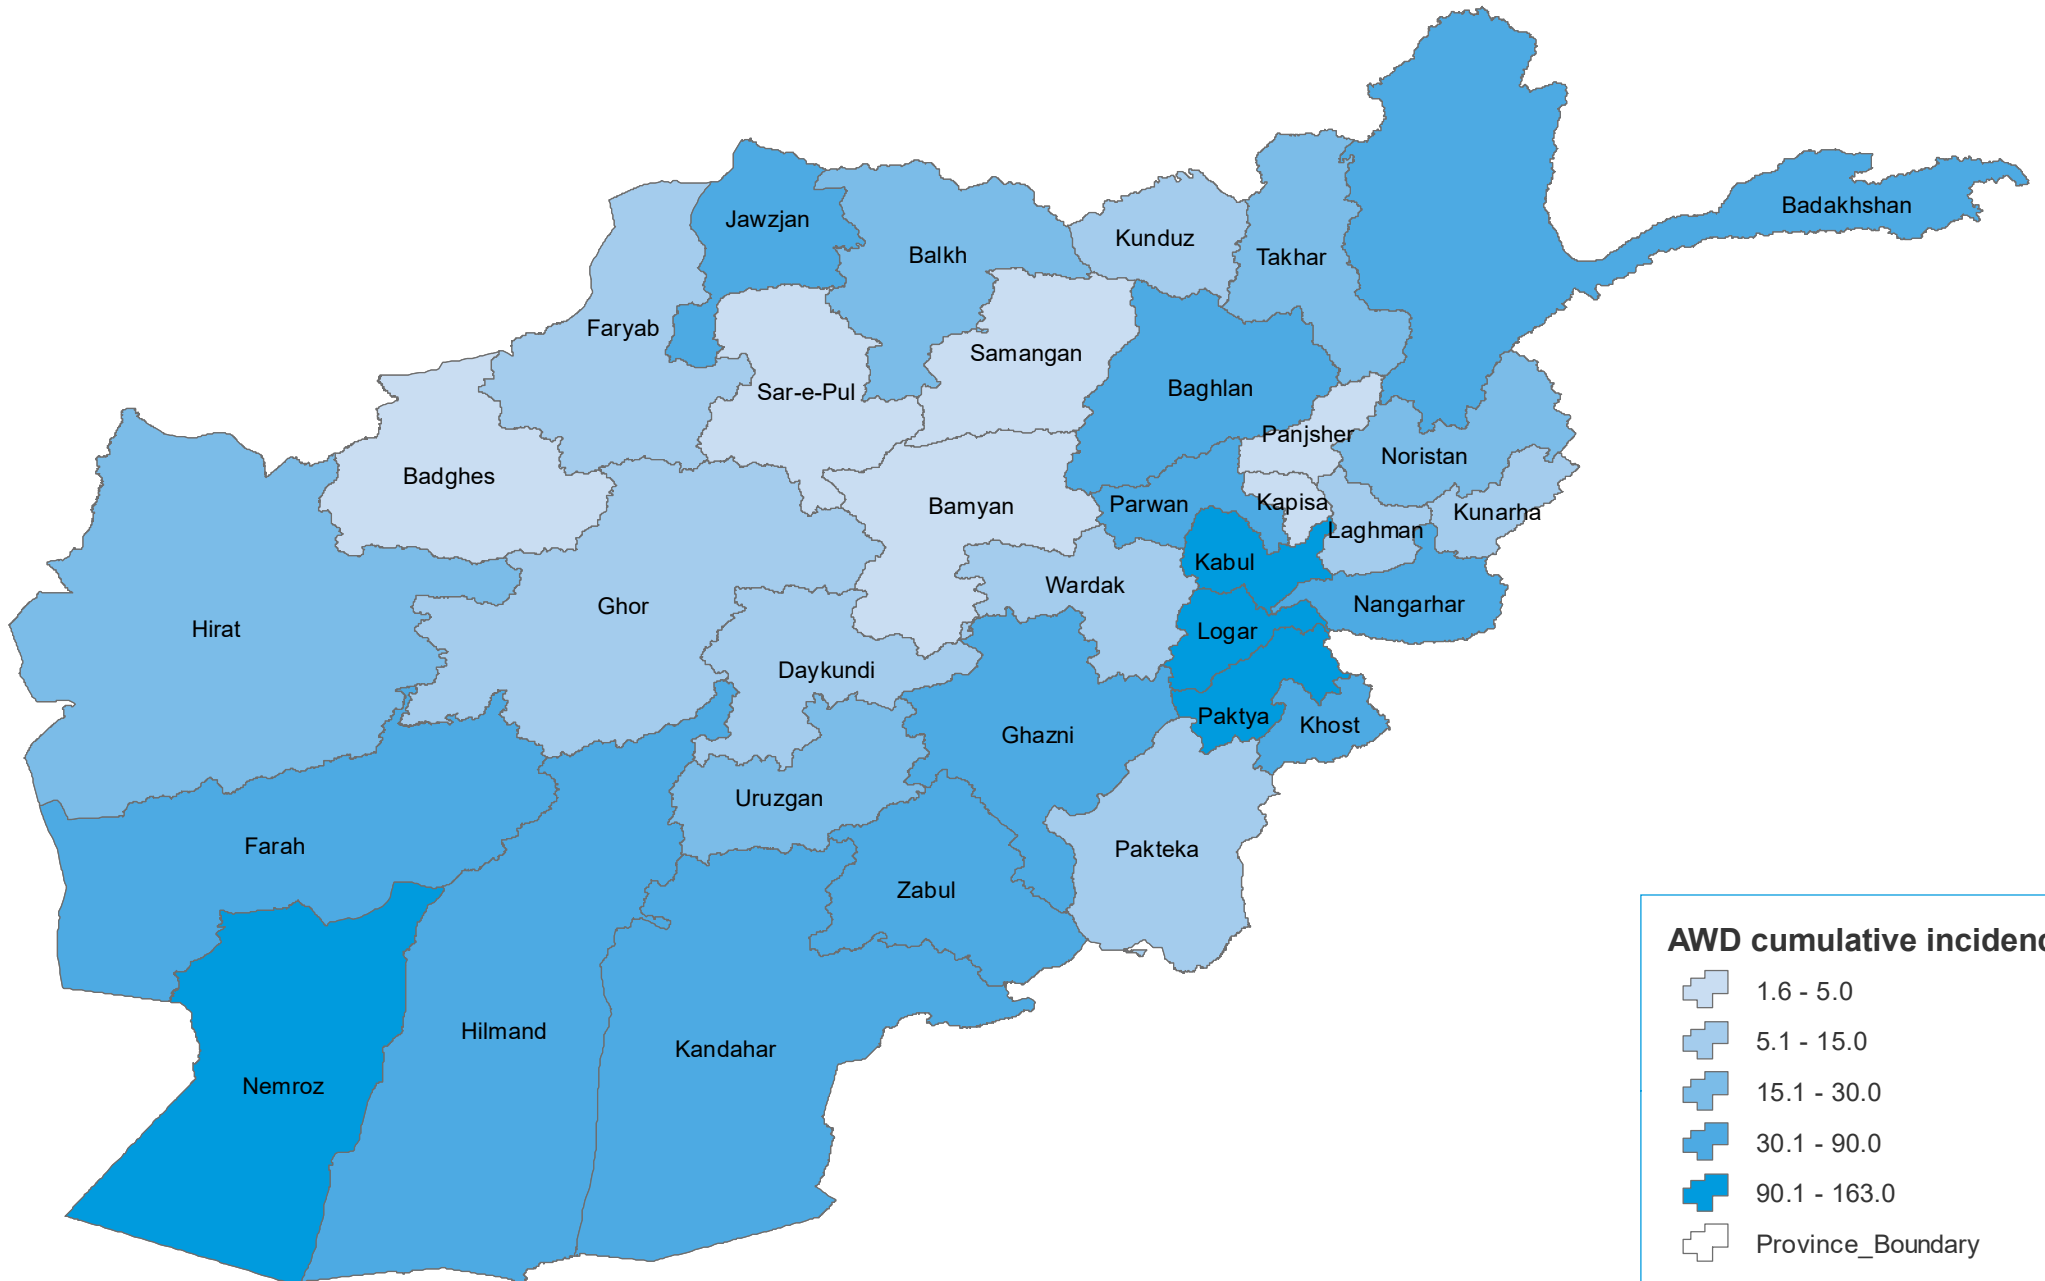 Badakhshan
Jawzjan
Kunduz
Balkh
Takhar
Faryab
Samangan
Baghlan
Sar-e-Pul
Panjsher
Noristan
Badghes
Bamyan
Parwan
Kapisa
Kunarha
Laghman
Kabul
Wardak
Ghor
Nangarhar
Hirat
Logar
Daykundi
Paktya
Khost
Ghazni
Uruzgan
Farah
Pakteka
Zabul
Hilmand
Kandahar
Nemroz
AWD cumulative incidenc
1.6 - 5.0
5.1 - 15.0
15.1 - 30.0
30.1 - 90.0
90.1 - 163.0
Province_Boundary